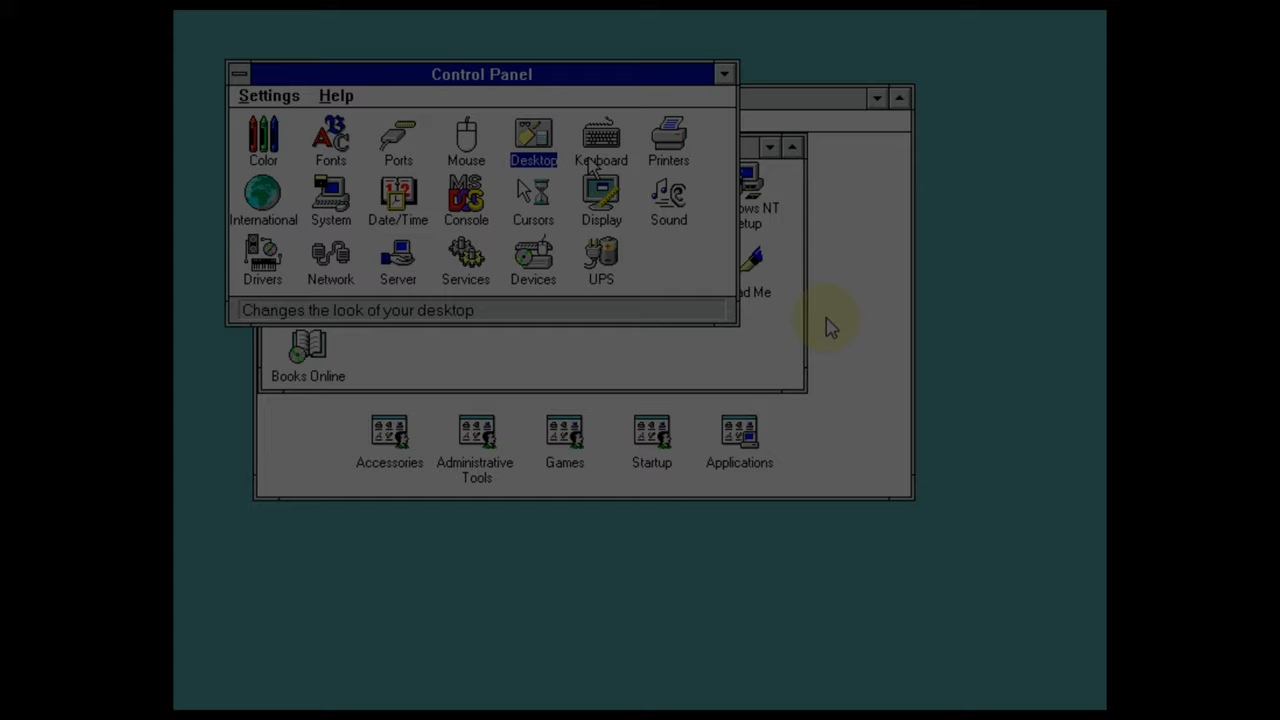 Control Panel
Settings Help
Color Fonts Ports Mouse Desktop Keyboard Printers
International System Date/Time Console Cursors Display Sound
Drivers Network Server Services Devices UPS
Changes the look of your desktop
Books Online
Accessories Administrative Tools Games Startup Applications